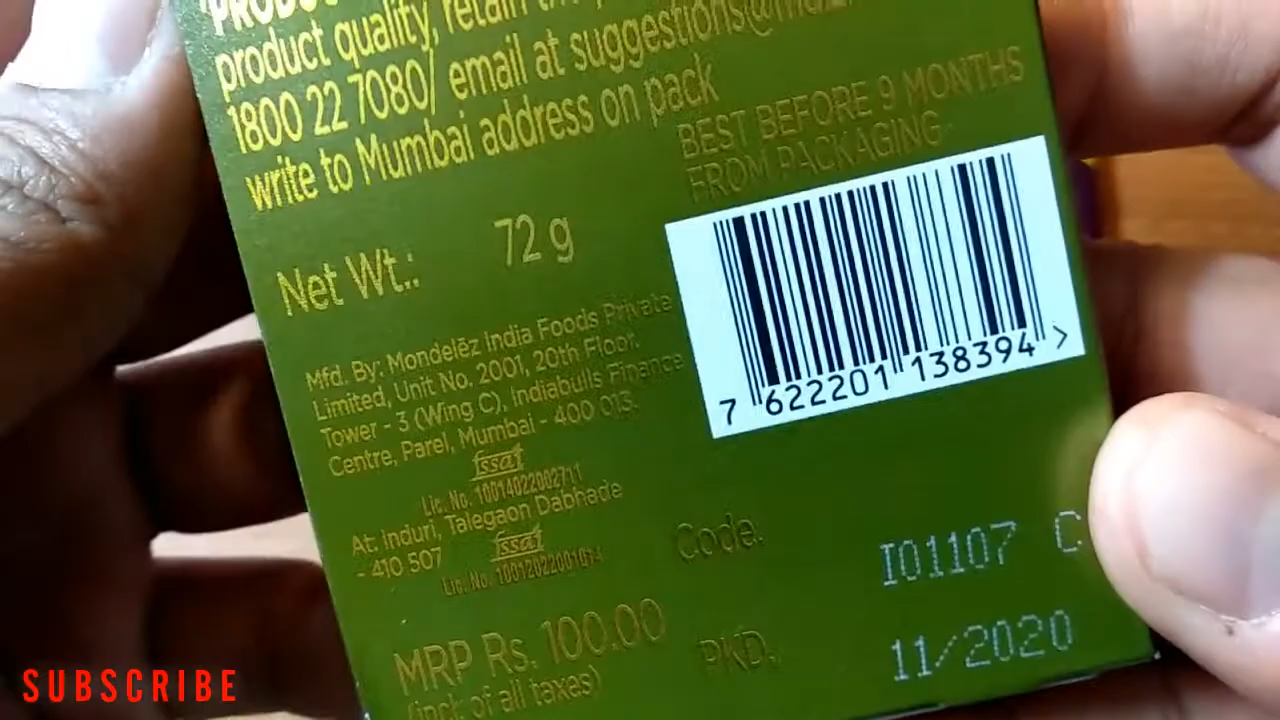 product quality, retain the
1800 22 7080/ email at suggestions@
write to Mumbai address on pack
BEST BEFORE 9 MONTHS
FROM PACKAGING
Net Wt.: 72 g
7 622201 138394 >
Mfd. By: Mondelēz India Foods Private
Limited, Unit No. 2001, 20th Floor,
Tower - 3 (Wing C), Indiabulls Finance
Centre, Parel, Mumbai - 400 013.
fssai
Lic. No. 10014022002711
At: Induri, Talegaon Dabhade
- 410 507
fssai
Lic. No. 10012022001014
Code: I01107 C
MRP Rs. 100.00
(incl. of all taxes)
PKD. 11/2020
SUBSCRIBE